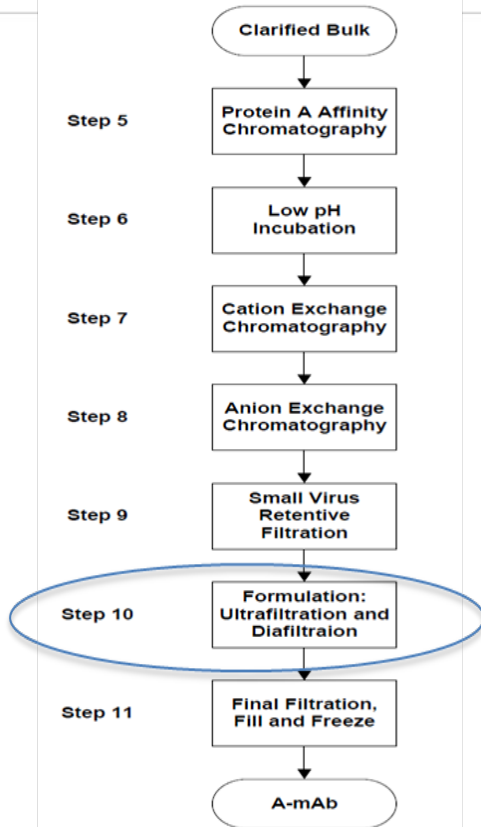 Clarified Bulk
Step 5
Protein A Affinity
Chromatography
Step 6
Low pH
Incubation
Step 7
Cation Exchange
Chromatography
Step 8
Anion Exchange
Chromatography
Step 9
Small Virus
Retentive
Filtration
Step 10
Formulation:
Ultrafiltration and
Diafiltraion
Step 11
Final Filtration,
Fill and Freeze
A-mAb